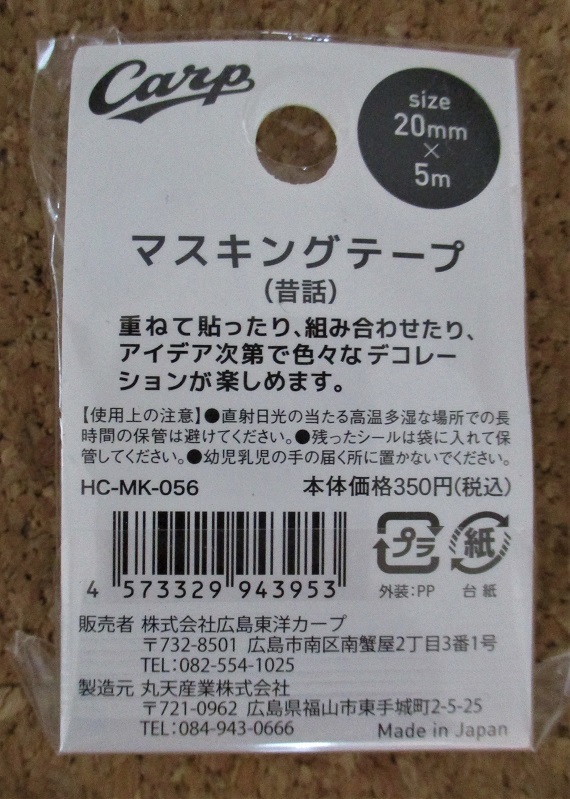 Carp
size
20mm
×
5m
マスキングテープ
(昔話)
重ねて貼ったり、組み合わせたり、
アイデア次第で色々なデコレー
ションが楽しめます。
【使用上の注意】●直射日光の当たる高温多湿な場所での長
時間の保管は避けてください。●残ったシールは袋に入れて保
管してください。●幼児乳児の手の届く所に置かないでください。
HC-MK-056 本体価格350円(税込)
プラ 紙
外装:PP 台紙
4 573329 943953
販売者 株式会社広島東洋カープ
〒732-8501 広島市南区南蟹屋2丁目3番1号
TEL:082-554-1025
製造元 丸天産業株式会社
〒721-0962 広島県福山市東手城町2-5-25
TEL:084-943-0666 Made in Japan